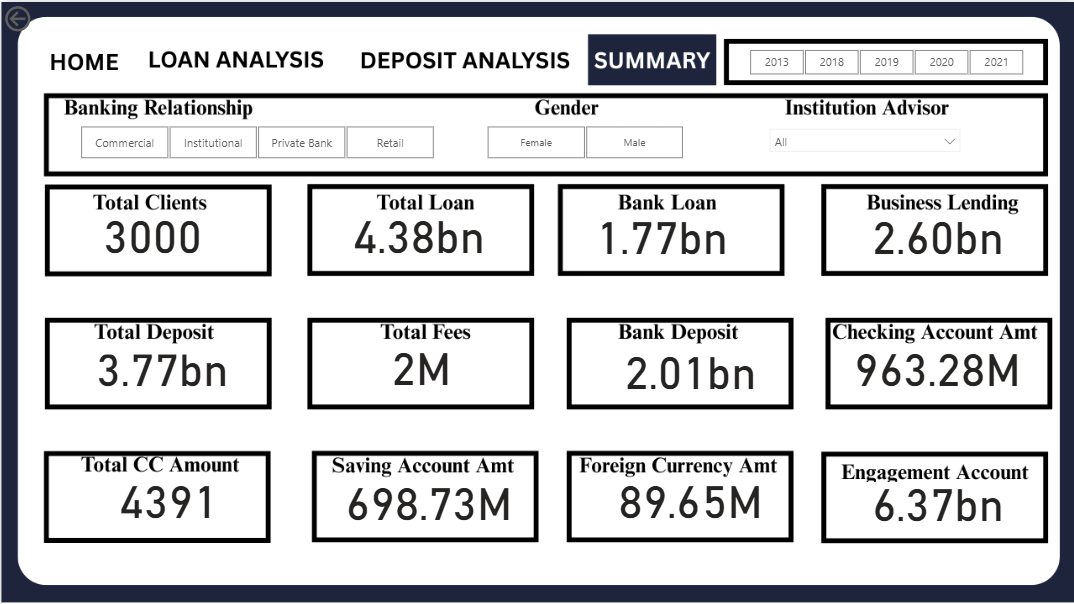 HOME LOAN ANALYSIS DEPOSIT ANALYSIS SUMMARY 2013 2018 2019 2020 2021
Banking Relationship Gender Institution Advisor
Commercial Institutional Private Bank Retail Female Male All
Total Clients Total Loan Bank Loan Business Lending
3000 4.38bn 1.77bn 2.60bn
Total Deposit Total Fees Bank Deposit Checking Account Amt
3.77bn 2M 2.01bn 963.28M
Total CC Amount Saving Account Amt Foreign Currency Amt Engagement Account
4391 698.73M 89.65M 6.37bn